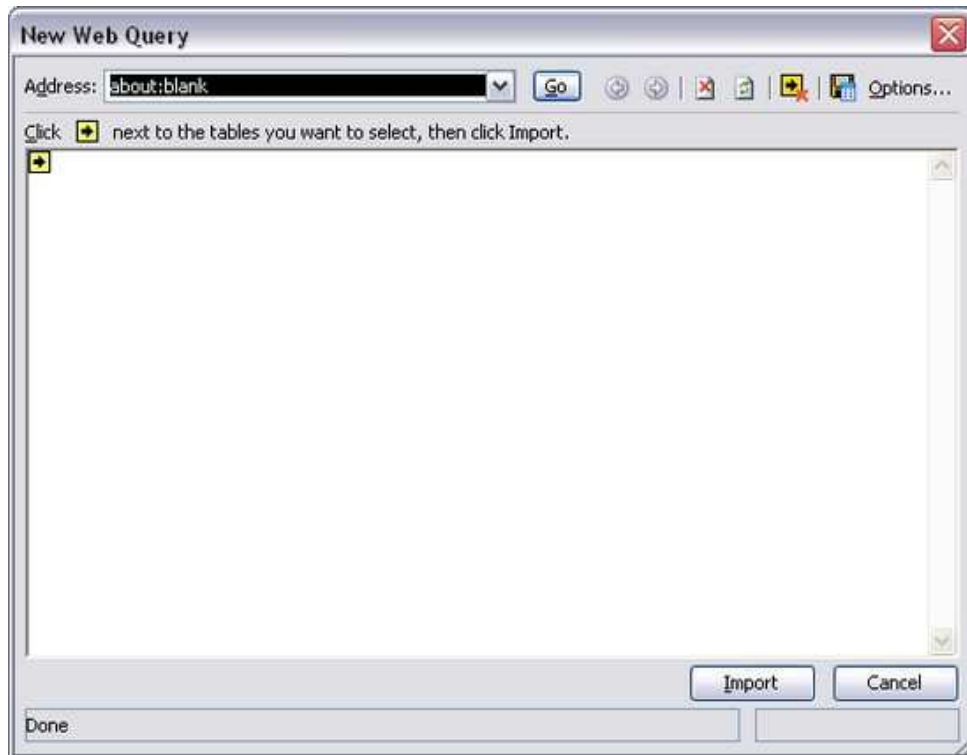 New Web Query
Address: about:blank Go Options...
Click next to the tables you want to select, then click Import.
Import Cancel
Done